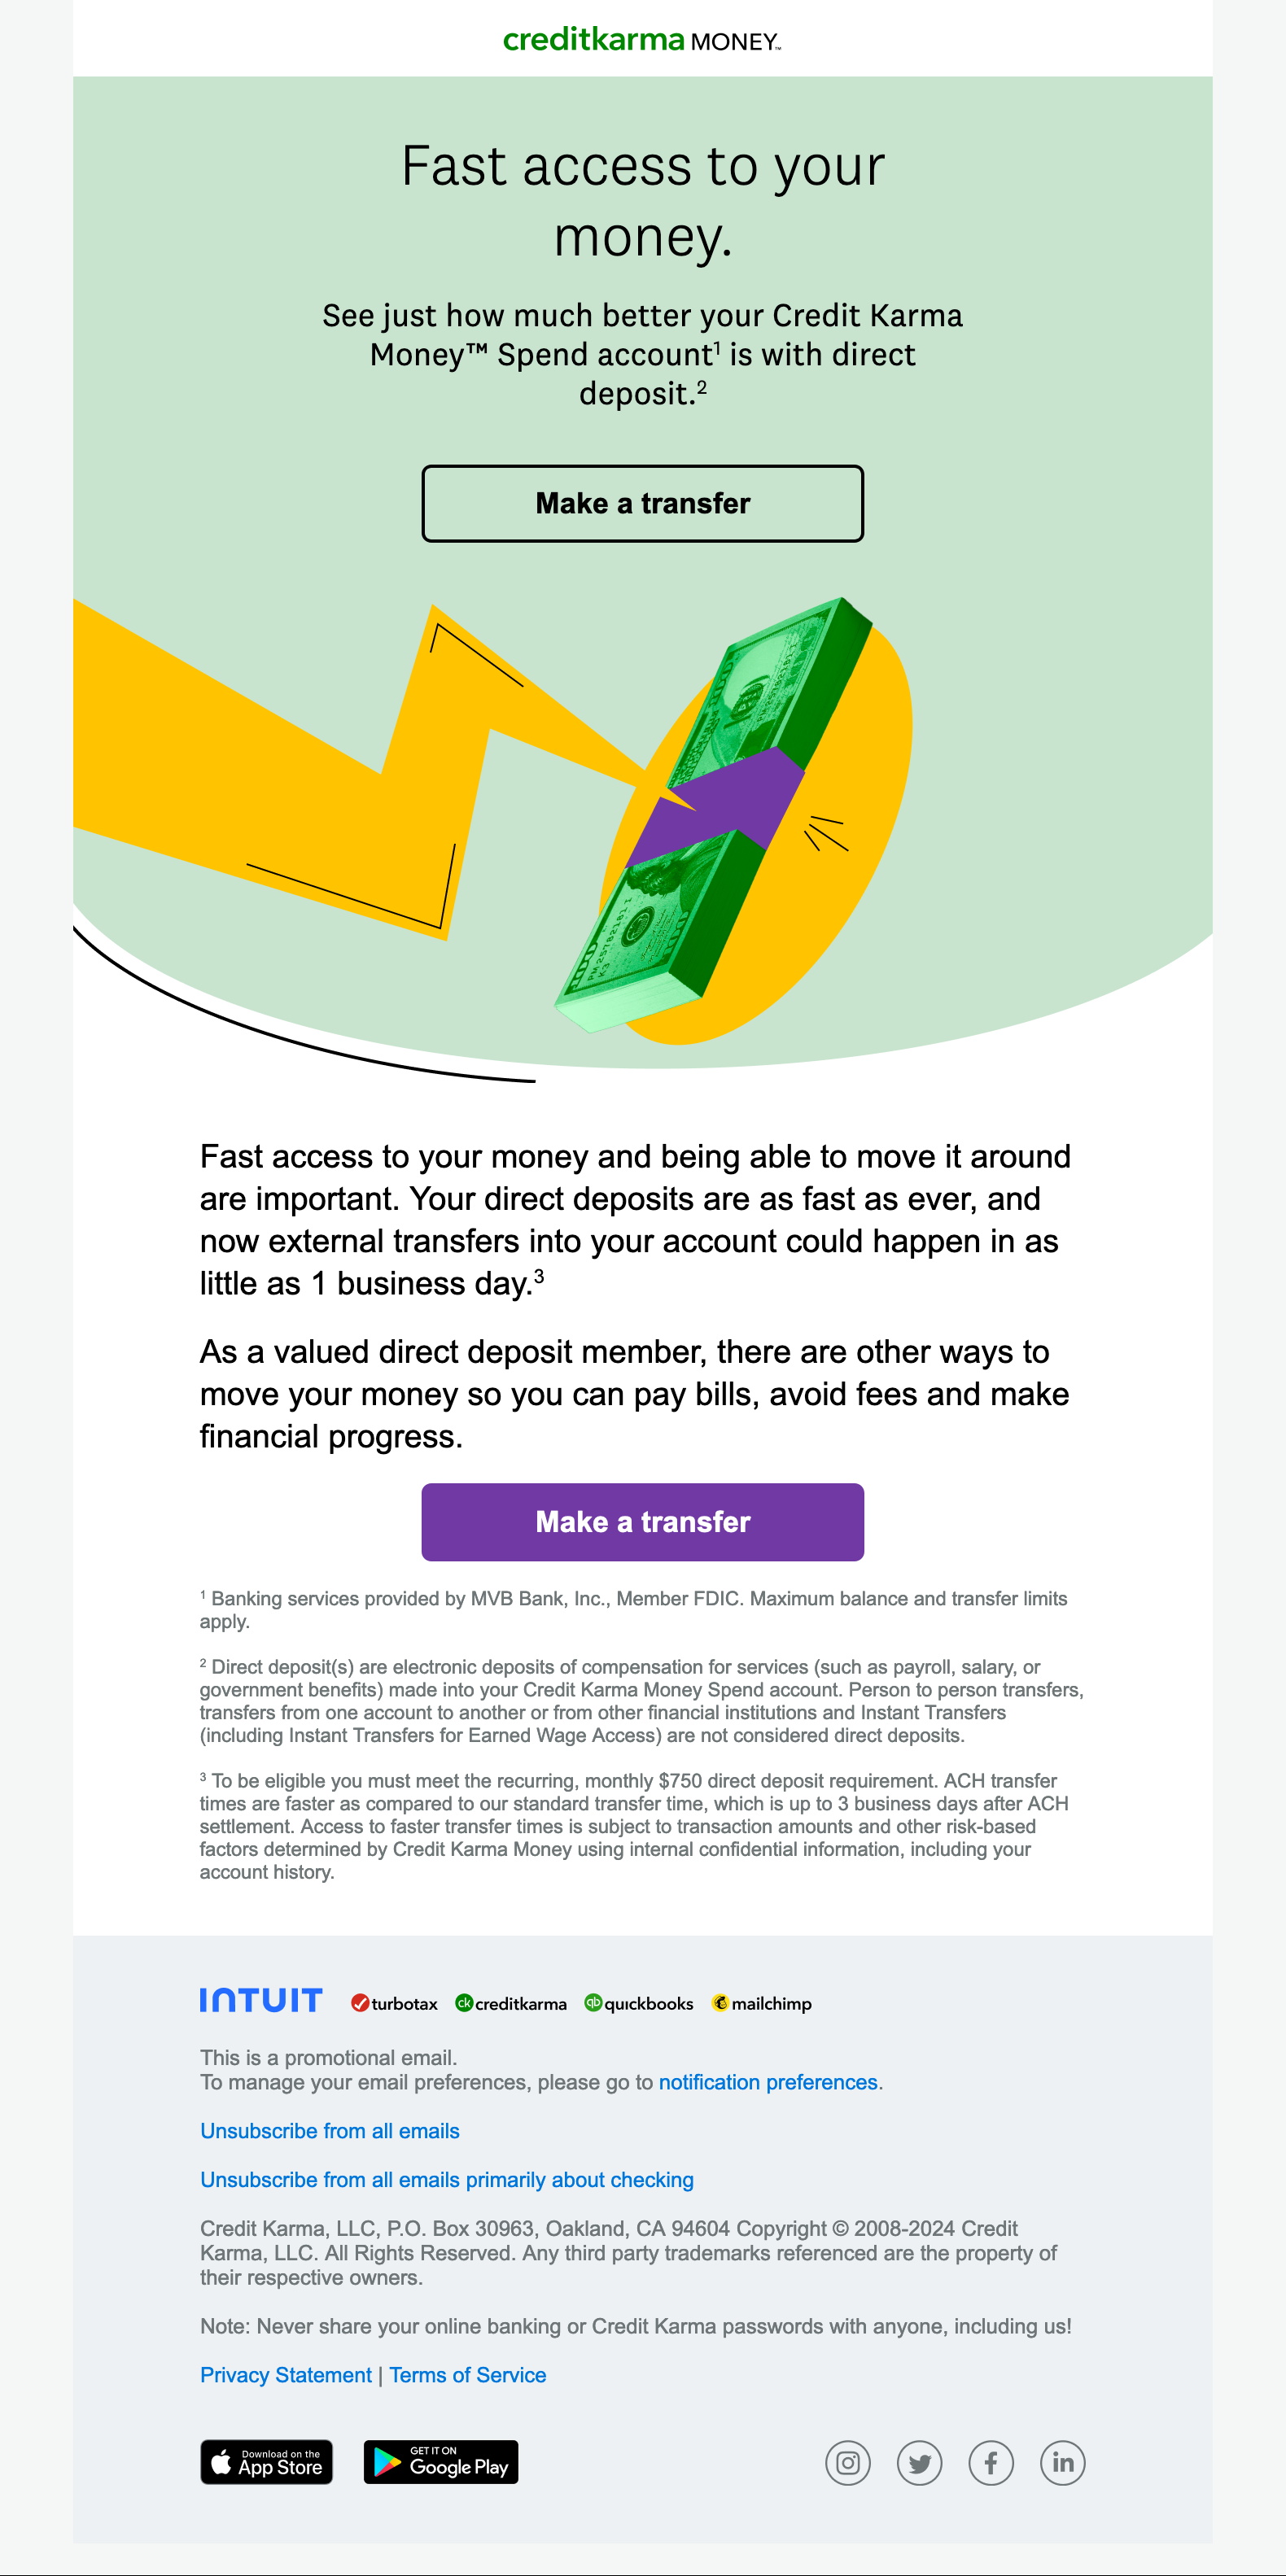 creditkarma MONEY™
Fast access to your
money.
See just how much better your Credit Karma
Money™ Spend account¹ is with direct
deposit.²
Make a transfer
Fast access to your money and being able to move it around
are important. Your direct deposits are as fast as ever, and
now external transfers into your account could happen in as
little as 1 business day.³
As a valued direct deposit member, there are other ways to
move your money so you can pay bills, avoid fees and make
financial progress.
Make a transfer
¹ Banking services provided by MVB Bank, Inc., Member FDIC. Maximum balance and transfer limits
apply.
² Direct deposit(s) are electronic deposits of compensation for services (such as payroll, salary, or
government benefits) made into your Credit Karma Money Spend account. Person to person transfers,
transfers from one account to another or from other financial institutions and Instant Transfers
(including Instant Transfers for Earned Wage Access) are not considered direct deposits.
³ To be eligible you must meet the recurring, monthly $750 direct deposit requirement. ACH transfer
times are faster as compared to our standard transfer time, which is up to 3 business days after ACH
settlement. Access to faster transfer times is subject to transaction amounts and other risk-based
factors determined by Credit Karma Money using internal confidential information, including your
account history.
INTUIT turbotax ck creditkarma qb quickbooks mailchimp
This is a promotional email.
To manage your email preferences, please go to notification preferences.
Unsubscribe from all emails
Unsubscribe from all emails primarily about checking
Credit Karma, LLC, P.O. Box 30963, Oakland, CA 94604 Copyright © 2008-2024 Credit
Karma, LLC. All Rights Reserved. Any third party trademarks referenced are the property of
their respective owners.
Note: Never share your online banking or Credit Karma passwords with anyone, including us!
Privacy Statement | Terms of Service
Download on the
App Store
GET IT ON
Google Play
f
in